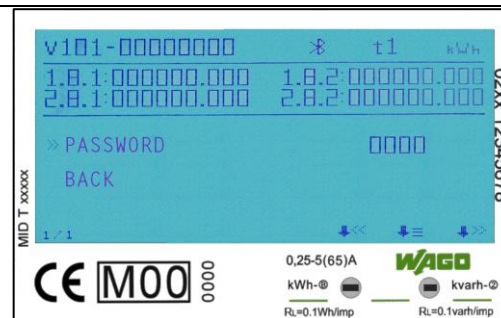 v101-00000000 t1 kWh
1.8.1:000000.000 1.8.2:000000.000
2.8.1:000000.000 2.8.2:000000.000
» PASSWORD 0000
BACK
1/1 << ≡ >>
MID T xxxxx
CE M00 0000
0,25-5(65)A WAGO
kWh-① kvarh-②
RL=0.1Wh/imp RL=0.1varh/imp